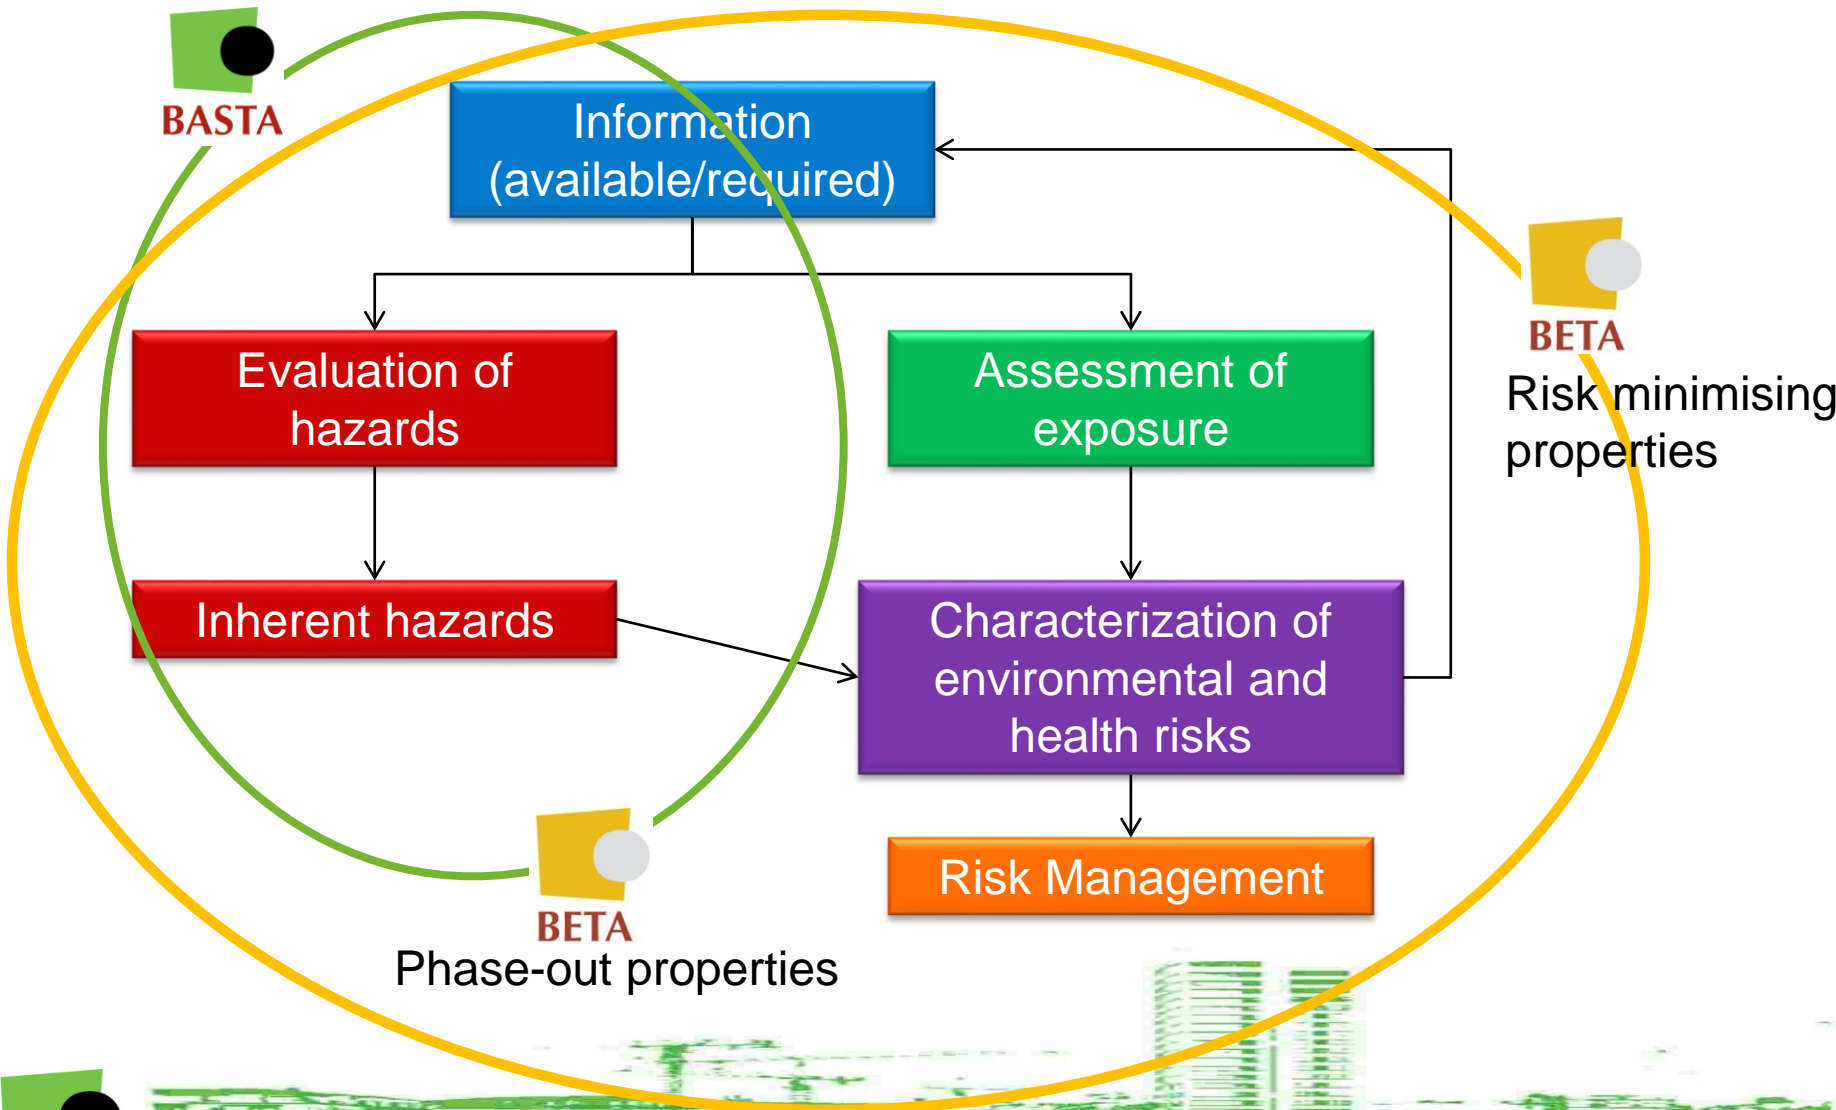 BASTA
Information
(available/required)
BETA
Risk minimising
properties
Evaluation of
hazards
Assessment of
exposure
Inherent hazards
Characterization of
environmental and
health risks
Risk Management
BETA
Phase-out properties